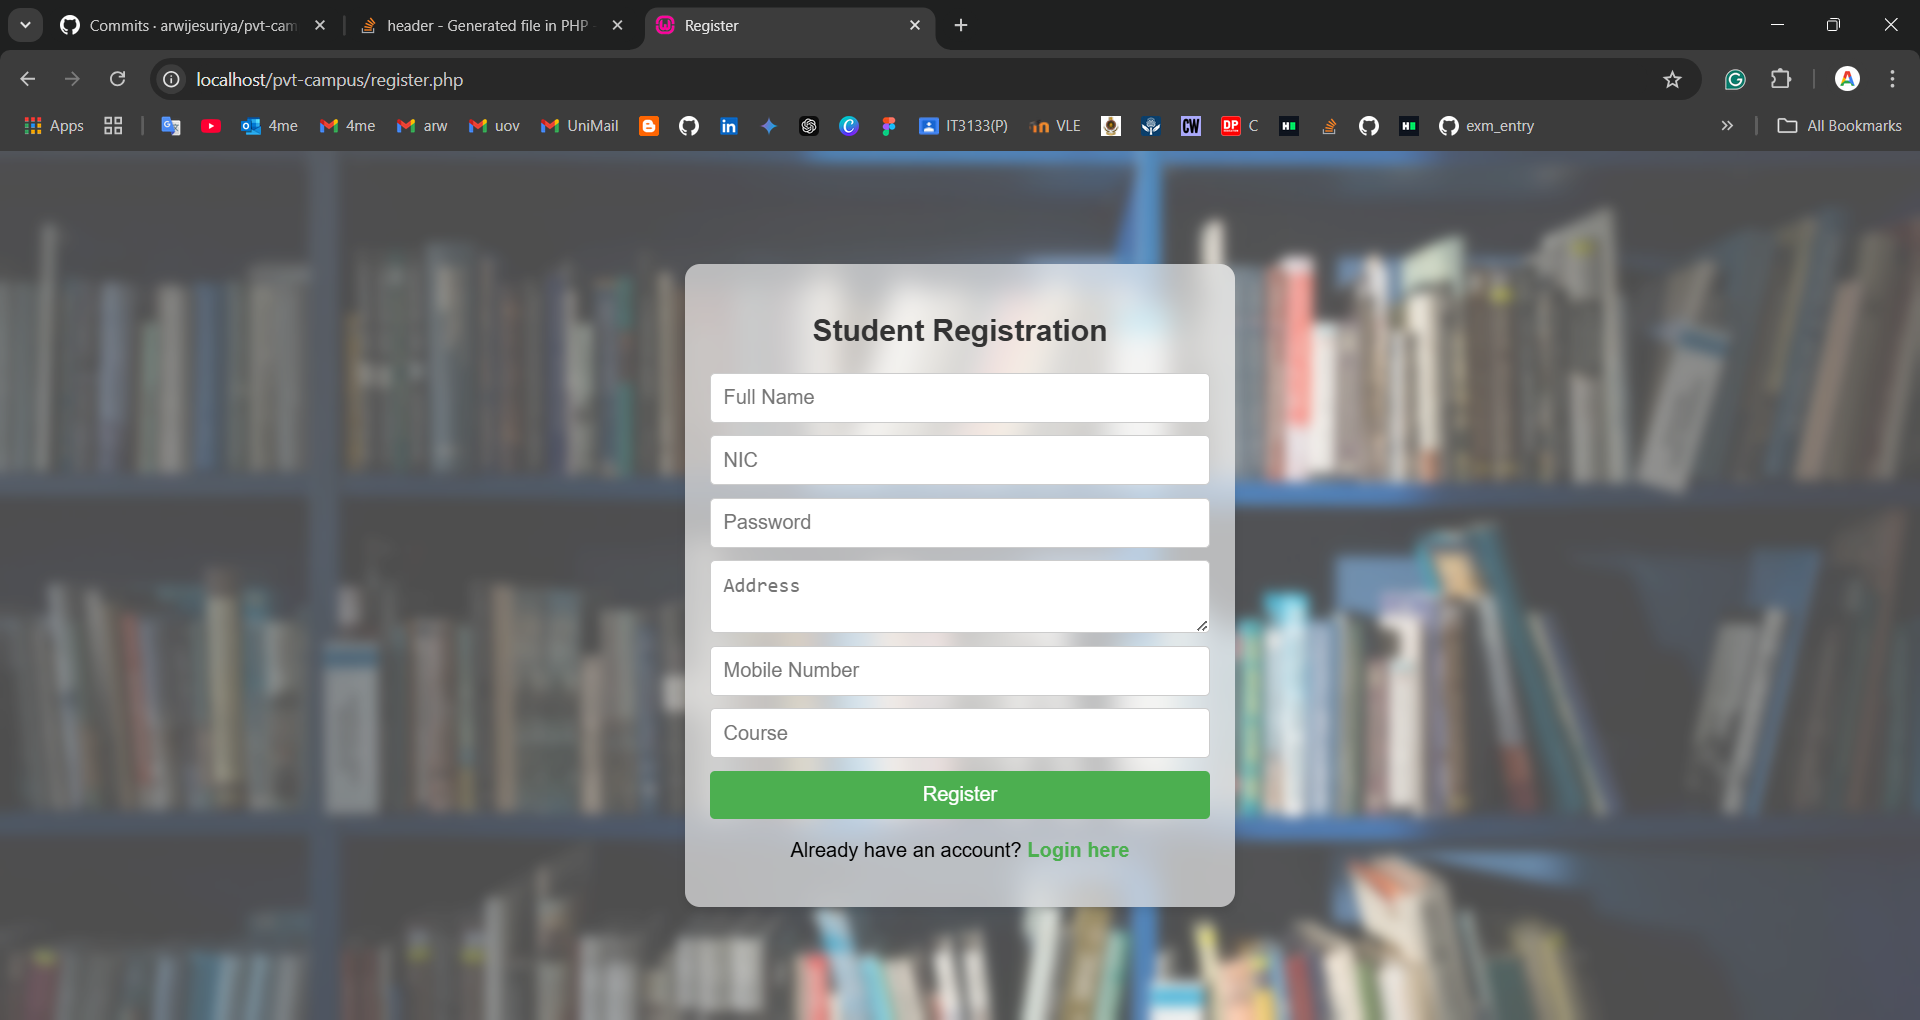 Commits · arwijesuriya/pvt-cam
header - Generated file in PHP
Register
localhost/pvt-campus/register.php
Apps
4me
4me
arw
uov
UniMail
IT3133(P)
VLE
CW
DP
C
exm_entry
All Bookmarks
Student Registration
Full Name
NIC
Password
Address
Mobile Number
Course
Register
Already have an account? Login here